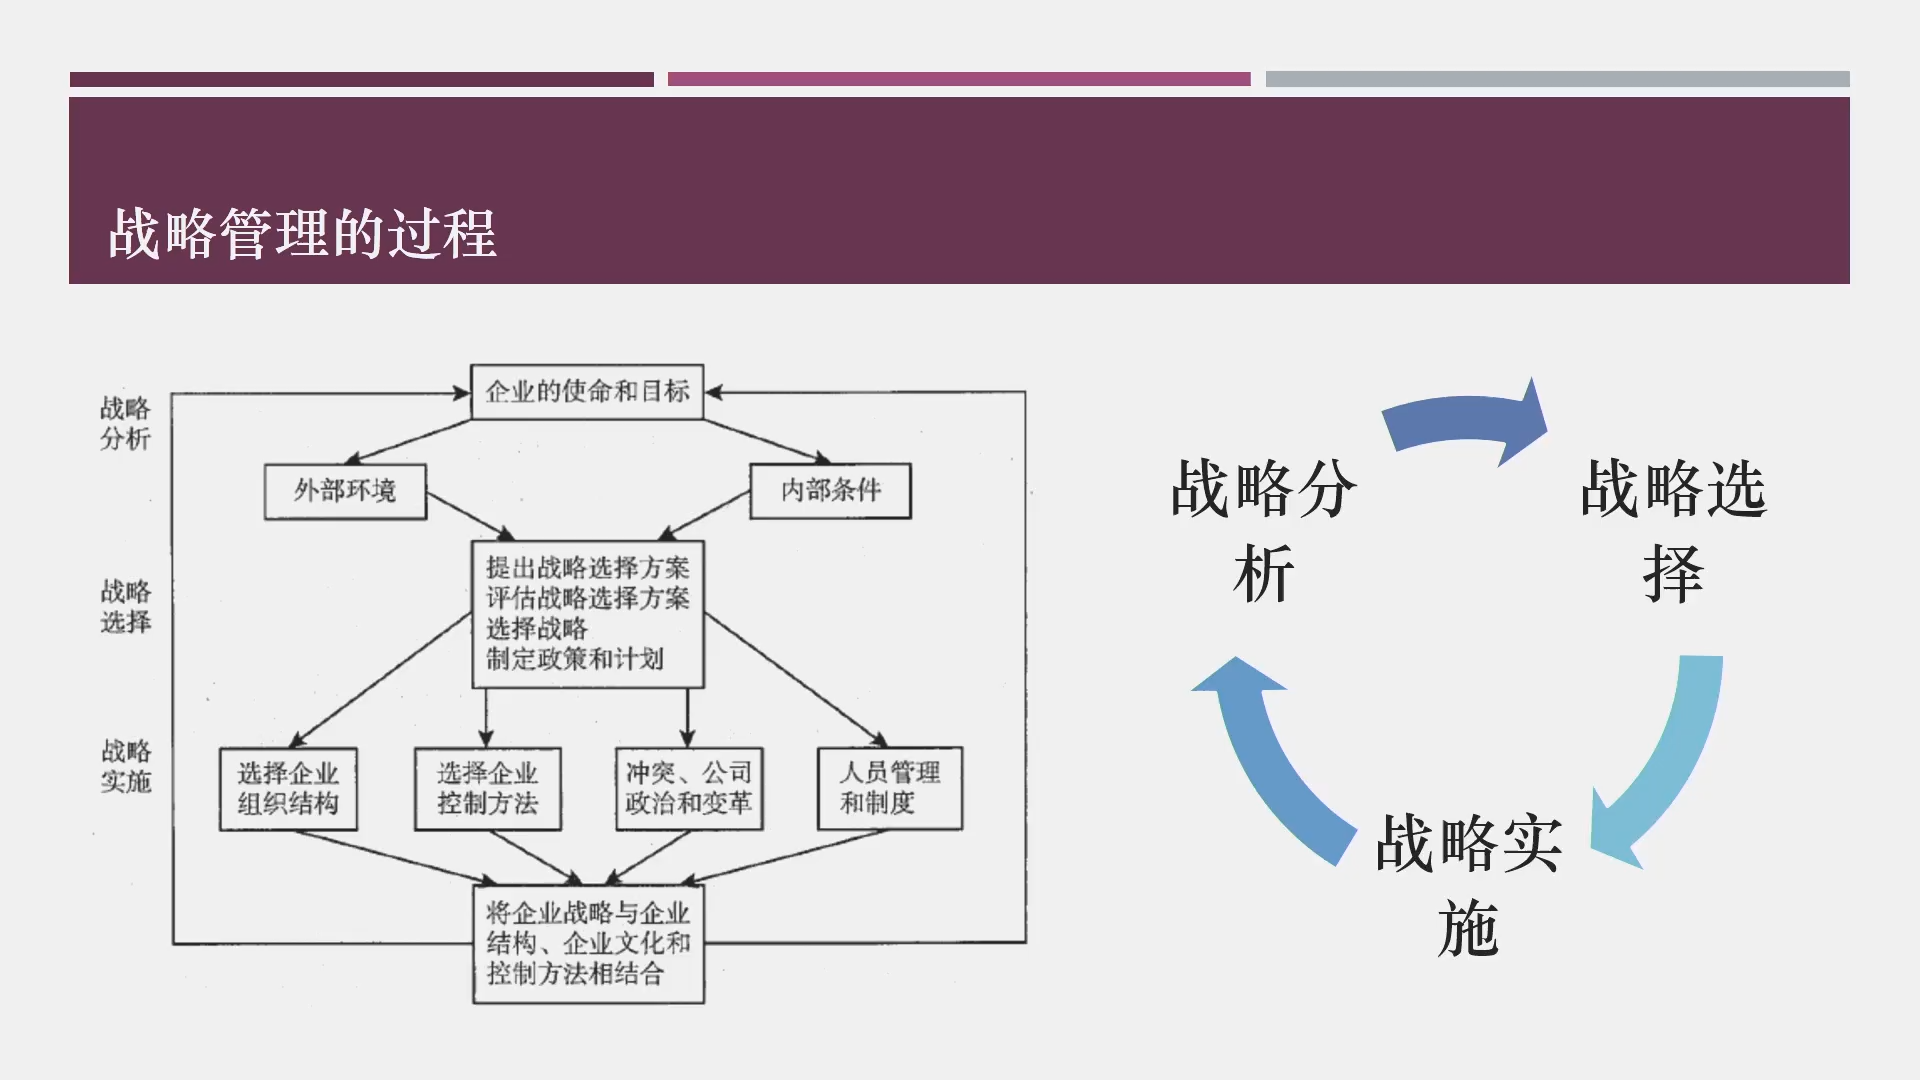 战略管理的过程
战略
分析
企业的使命和目标
外部环境
内部条件
战略
选择
提出战略选择方案
评估战略选择方案
选择战略
制定政策和计划
战略
实施
选择企业
组织结构
选择企业
控制方法
冲突、公司
政治和变革
人员管理
和制度
将企业战略与企业
结构、企业文化和
控制方法相结合
战略分
析
战略选
择
战略实
施